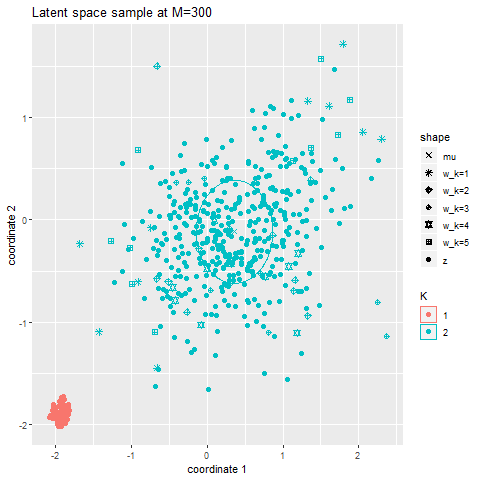 Latent space sample at M=300
coordinate 2
1
0
-1
-2
-2
-1
0
1
2
coordinate 1
shape
mu
w_k=1
w_k=2
w_k=3
w_k=4
w_k=5
z
K
1
2